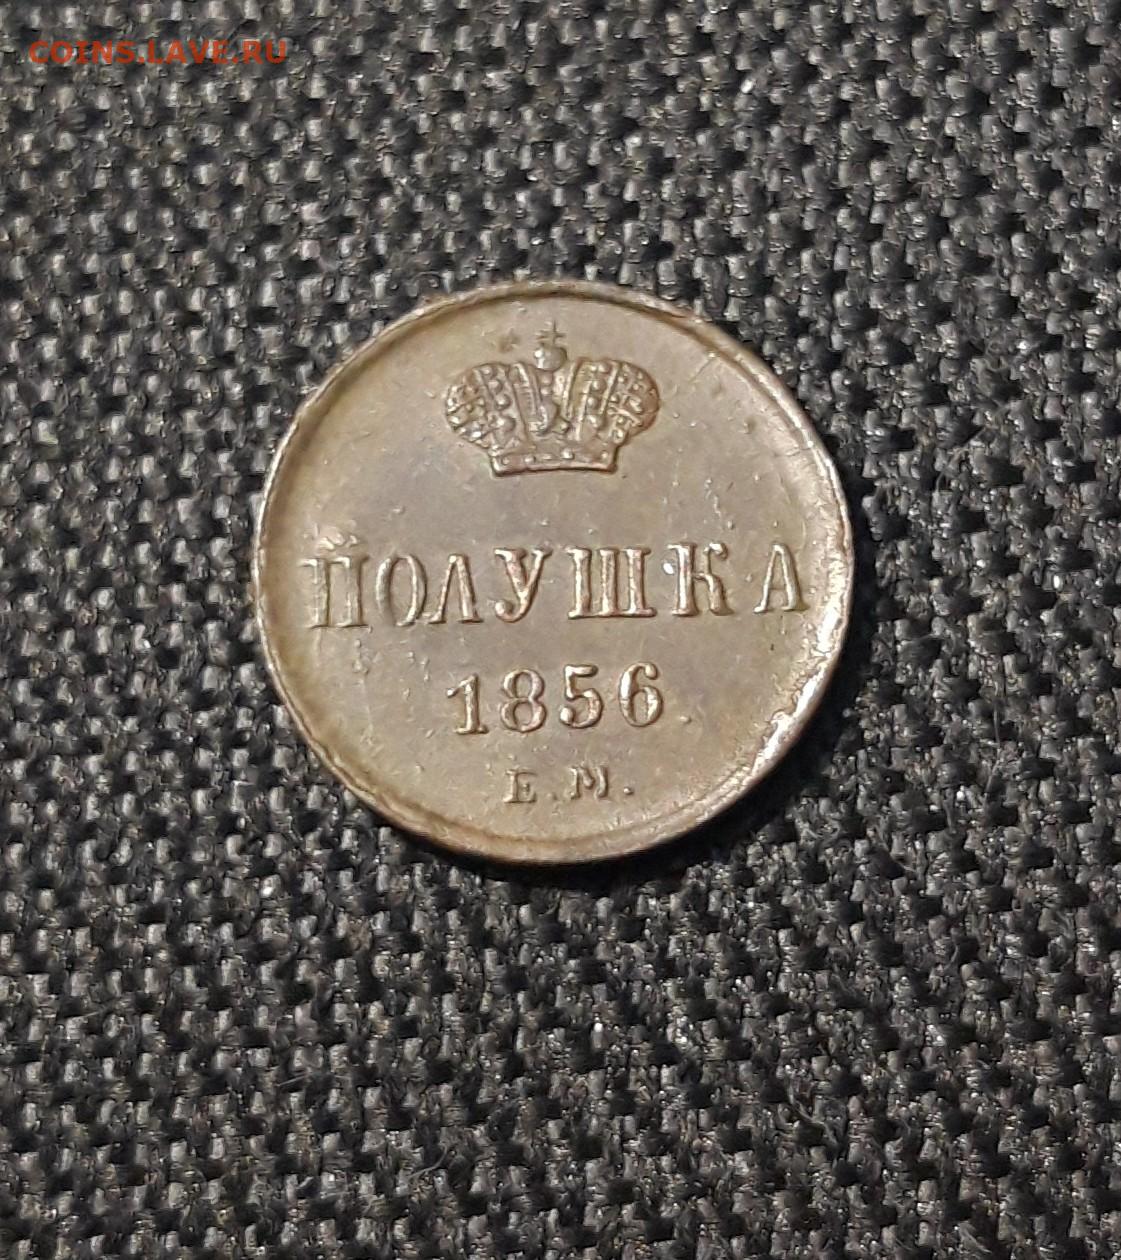 COINS.LAVE.RU
ПОЛУШКА
1856
Е.М.